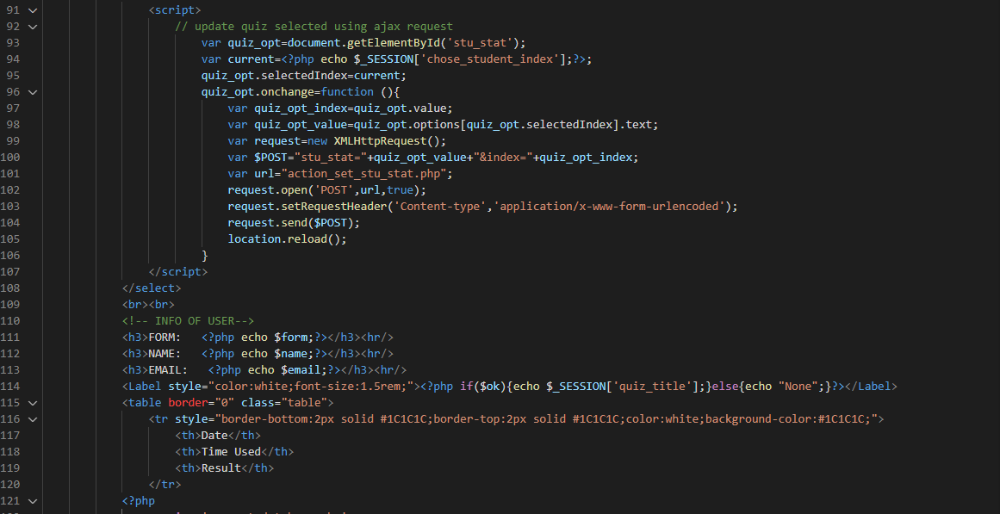 91 <script>
92 // update quiz selected using ajax request
93 var quiz_opt=document.getElementById('stu_stat');
94 var current=<?php echo $_SESSION['chose_student_index'];?>;
95 quiz_opt.selectedIndex=current;
96 quiz_opt.onchange=function (){
97 var quiz_opt_index=quiz_opt.value;
98 var quiz_opt_value=quiz_opt.options[quiz_opt.selectedIndex].text;
99 var request=new XMLHttpRequest();
100 var $POST="stu_stat="+quiz_opt_value+"&index="+quiz_opt_index;
101 var url="action_set_stu_stat.php";
102 request.open('POST',url,true);
103 request.setRequestHeader('Content-type','application/x-www-form-urlencoded');
104 request.send($POST);
105 location.reload();
106 }
107 </script>
108 </select>
109 <br><br>
110 <!-- INFO OF USER-->
111 <h3>FORM: <?php echo $form;?></h3><hr/>
112 <h3>NAME: <?php echo $name;?></h3><hr/>
113 <h3>EMAIL: <?php echo $email;?></h3><hr/>
114 <Label style="color:white;font-size:1.5rem;"><?php if($ok){echo $_SESSION['quiz_title'];}else{echo "None";}?></Label>
115 <table border="0" class="table">
116 <tr style="border-bottom:2px solid #1C1C1C;border-top:2px solid #1C1C1C;color:white;background-color:#1C1C1C;">
117 <th>Date</th>
118 <th>Time Used</th>
119 <th>Result</th>
120 </tr>
121 <?php